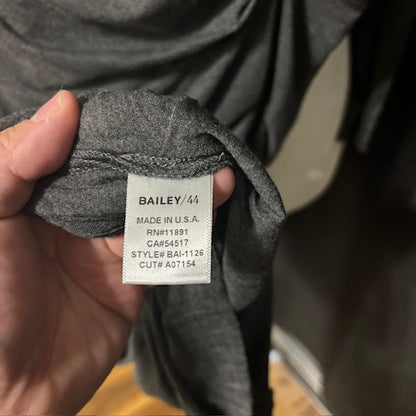 BAILEY/44
MADE IN U.S.A.
RN#11891
CA#54517
STYLE# BAI-1126
CUT# A07154